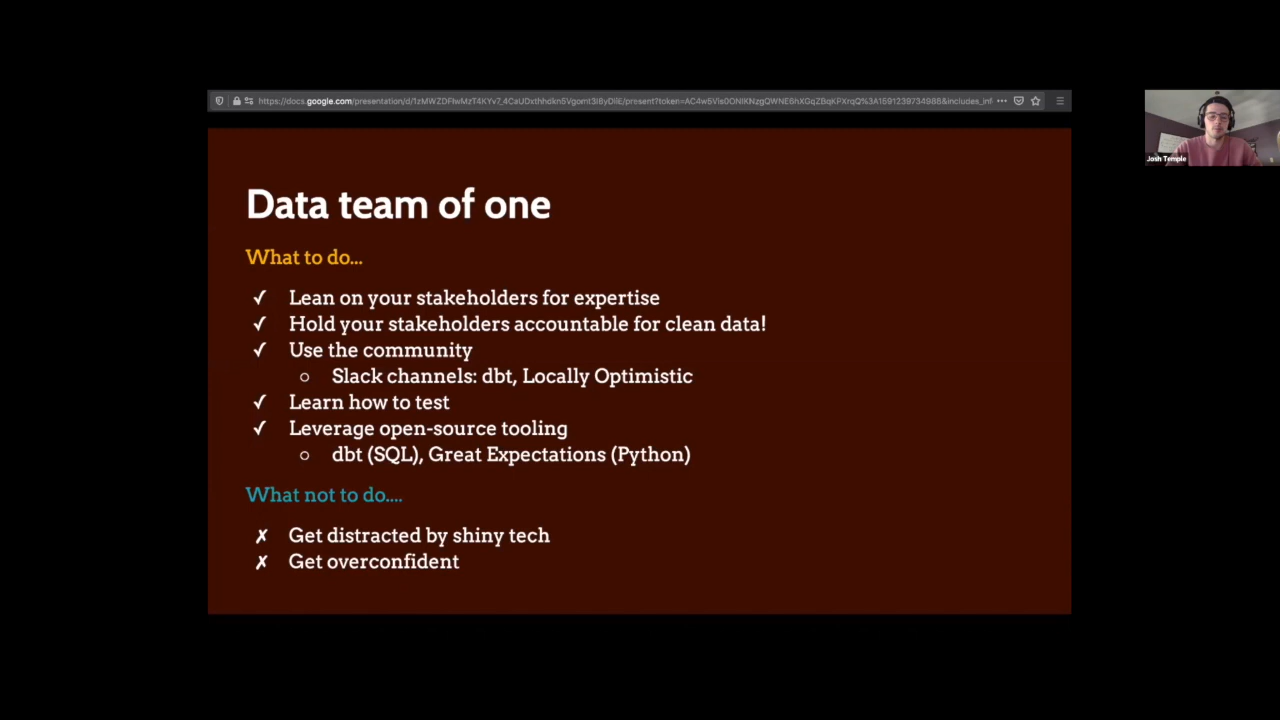 Data team of one
What to do...
✓ Lean on your stakeholders for expertise
✓ Hold your stakeholders accountable for clean data!
✓ Use the community
○ Slack channels: dbt, Locally Optimistic
✓ Learn how to test
✓ Leverage open-source tooling
○ dbt (SQL), Great Expectations (Python)
What not to do....
✗ Get distracted by shiny tech
✗ Get overconfident
Josh Temple